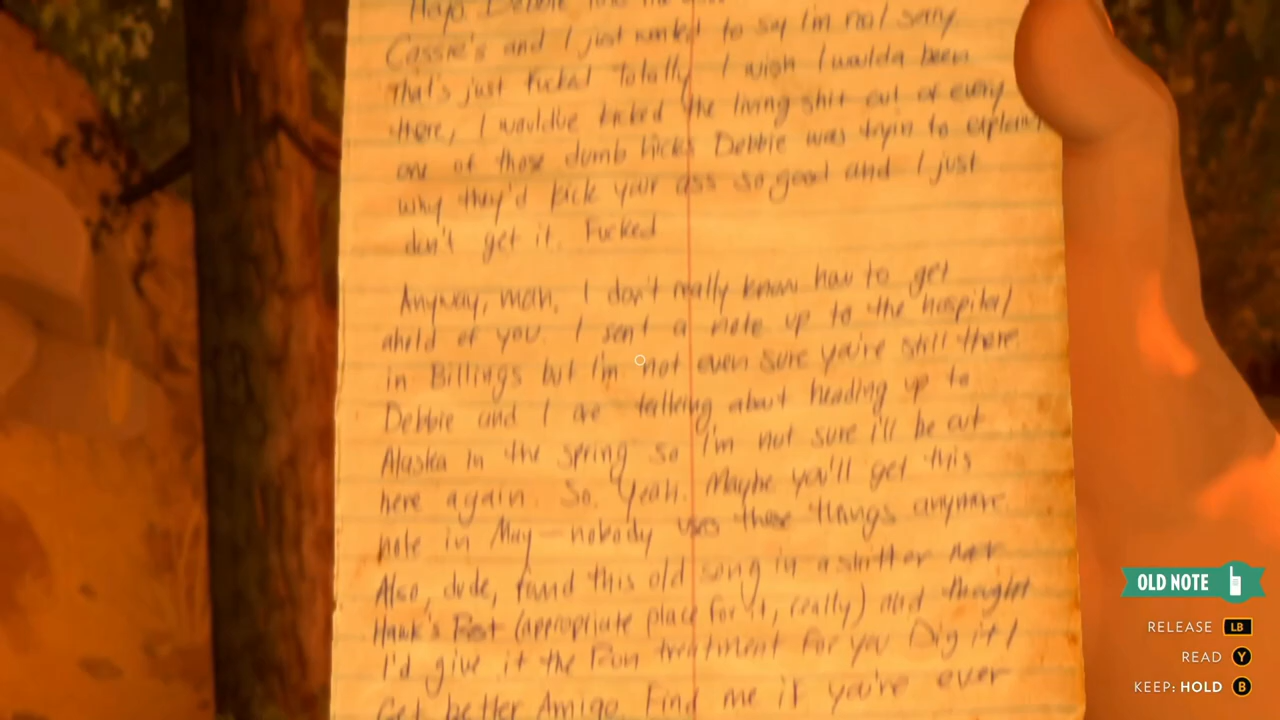 Cassie's and I just wanted to say I'm real sorry
That's just fucked Totally I wish I woulda been
there, I would've kicked the living shit out of every
one of those dumb hicks Debbie was tryin to explain
why they'd kick your ass so good and I just
don't get it. Fucked
Anyway, man, I don't really know how to get
ahold of you. I sent a note up to the hospital
in Billings but I'm not even sure you're still there.
Debbie and I are talking about heading up to
Alaska in the spring so I'm not sure i'll be out
here again. So. Yeah. Maybe you'll get this
note in May—nobody uses these things anymore
Also, dude, found this old song in a shitter near
Hawk's Rest (appropriate place for it, really) and thought
I'd give it the Ron treatment for you Dig it!
Get better Amigo Find me if you're ever
OLD NOTE
RELEASE LB
READ Y
KEEP: HOLD B